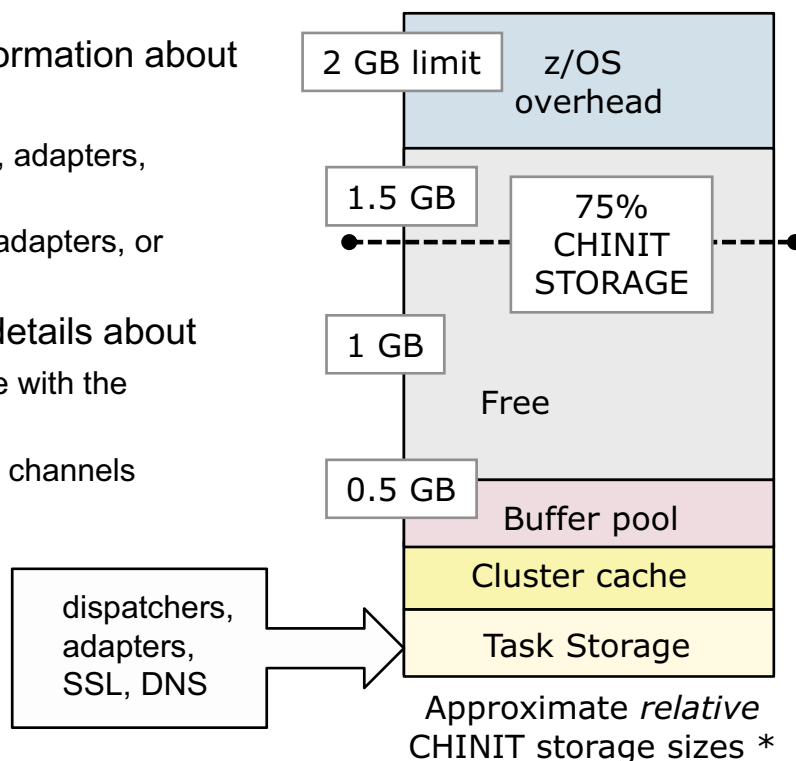 ormation about
, adapters,
adapters, or
details about
e with the
channels
dispatchers,
adapters,
SSL, DNS
2 GB limit
z/OS
overhead
1.5 GB
75%
CHINIT
STORAGE
1 GB
Free
0.5 GB
Buffer pool
Cluster cache
Task Storage
Approximate relative
CHINIT storage sizes *